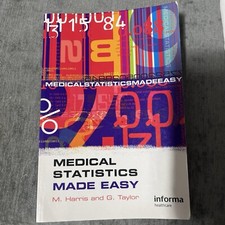 MEDICALSTATISTICSMADEEASY
MEDICAL
STATISTICS
MADE EASY
M. Harris and G. Taylor
informa
healthcare